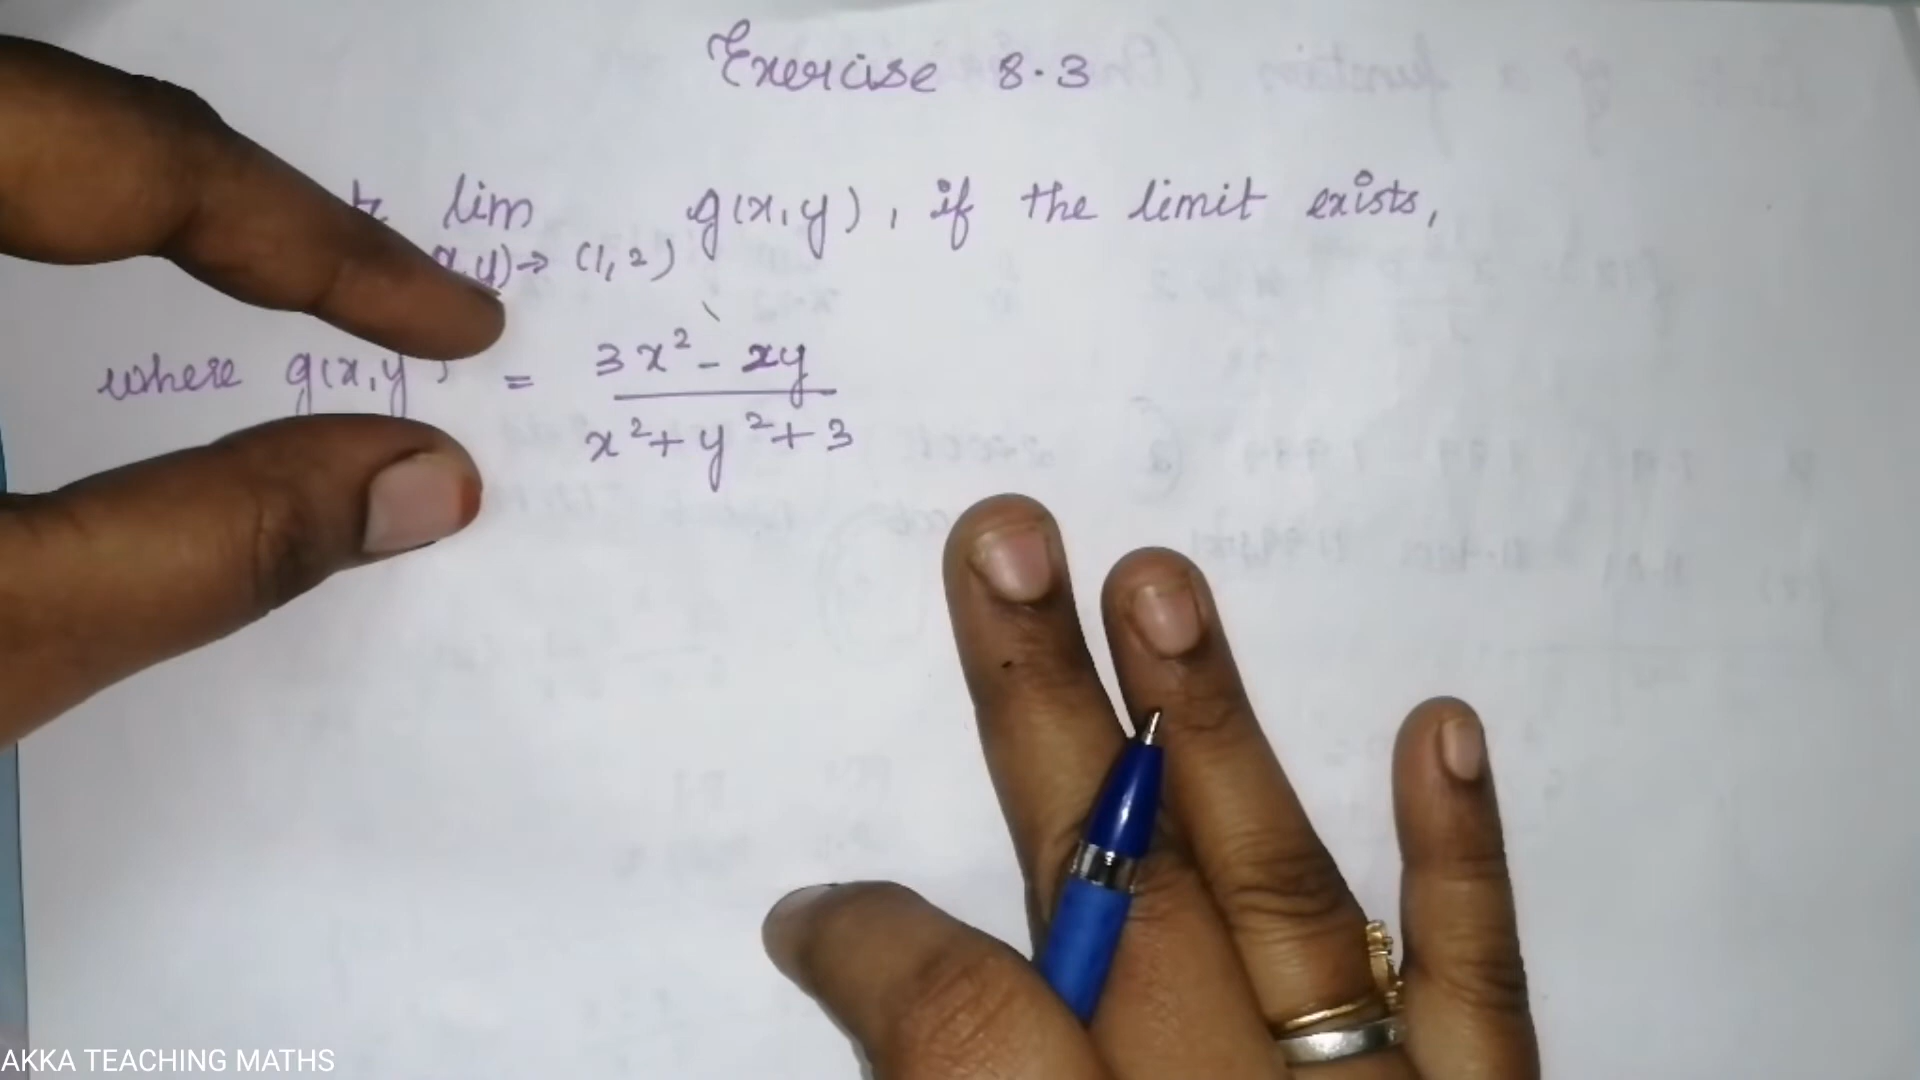 Exercise 8.3
lim g(x,y), if the limit exists,
(x,y)→(1,2)
where g(x,y) = 3x² - xy
x² + y² + 3
AKKA TEACHING MATHS